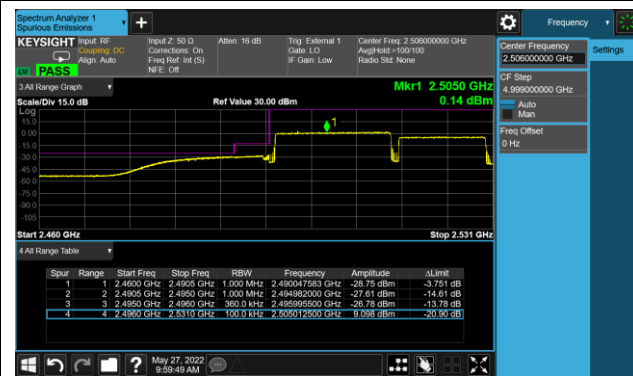 Spectrum Analyzer 1
Spurious Emissions
Frequency
KEYSIGHT Input: RF Input Z: 50 Ω Atten: 16 dB Trig: External 1 Center Freq: 2.506000000 GHz
Coupling: DC Corrections: On Gate: LO Avg|Hold:>100/100
Align: Auto Freq Ref: Int (S) IF Gain: Low Radio Std: None
NFE: Off
PASS
Center Frequency
2.506000000 GHz
Settings
CF Step
4.999000000 GHz
Auto
Man
Freq Offset
0 Hz
3 All Range Graph
Mkr1 2.5050 GHz
Scale/Div 15.0 dB Ref Value 30.00 dBm 0.14 dBm
Log
15.0
0.00
-15.0
-30.0
-45.0
-60.0
-75.0
-90.0
-105
1
Start 2.460 GHz Stop 2.531 GHz
4 All Range Table
Spur Range Start Freq Stop Freq RBW Frequency Amplitude ΔLimit
1 1 2.4600 GHz 2.4905 GHz 1.000 MHz 2.490047583 GHz -28.75 dBm -3.751 dB
2 2 2.4905 GHz 2.4950 GHz 1.000 MHz 2.494982000 GHz -27.61 dBm -14.61 dB
3 3 2.4950 GHz 2.4960 GHz 360.0 kHz 2.495995500 GHz -26.78 dBm -13.78 dB
4 4 2.4960 GHz 2.5310 GHz 100.0 kHz 2.505012500 GHz 9.098 dBm -20.90 dB
May 27, 2022
9:59:49 AM